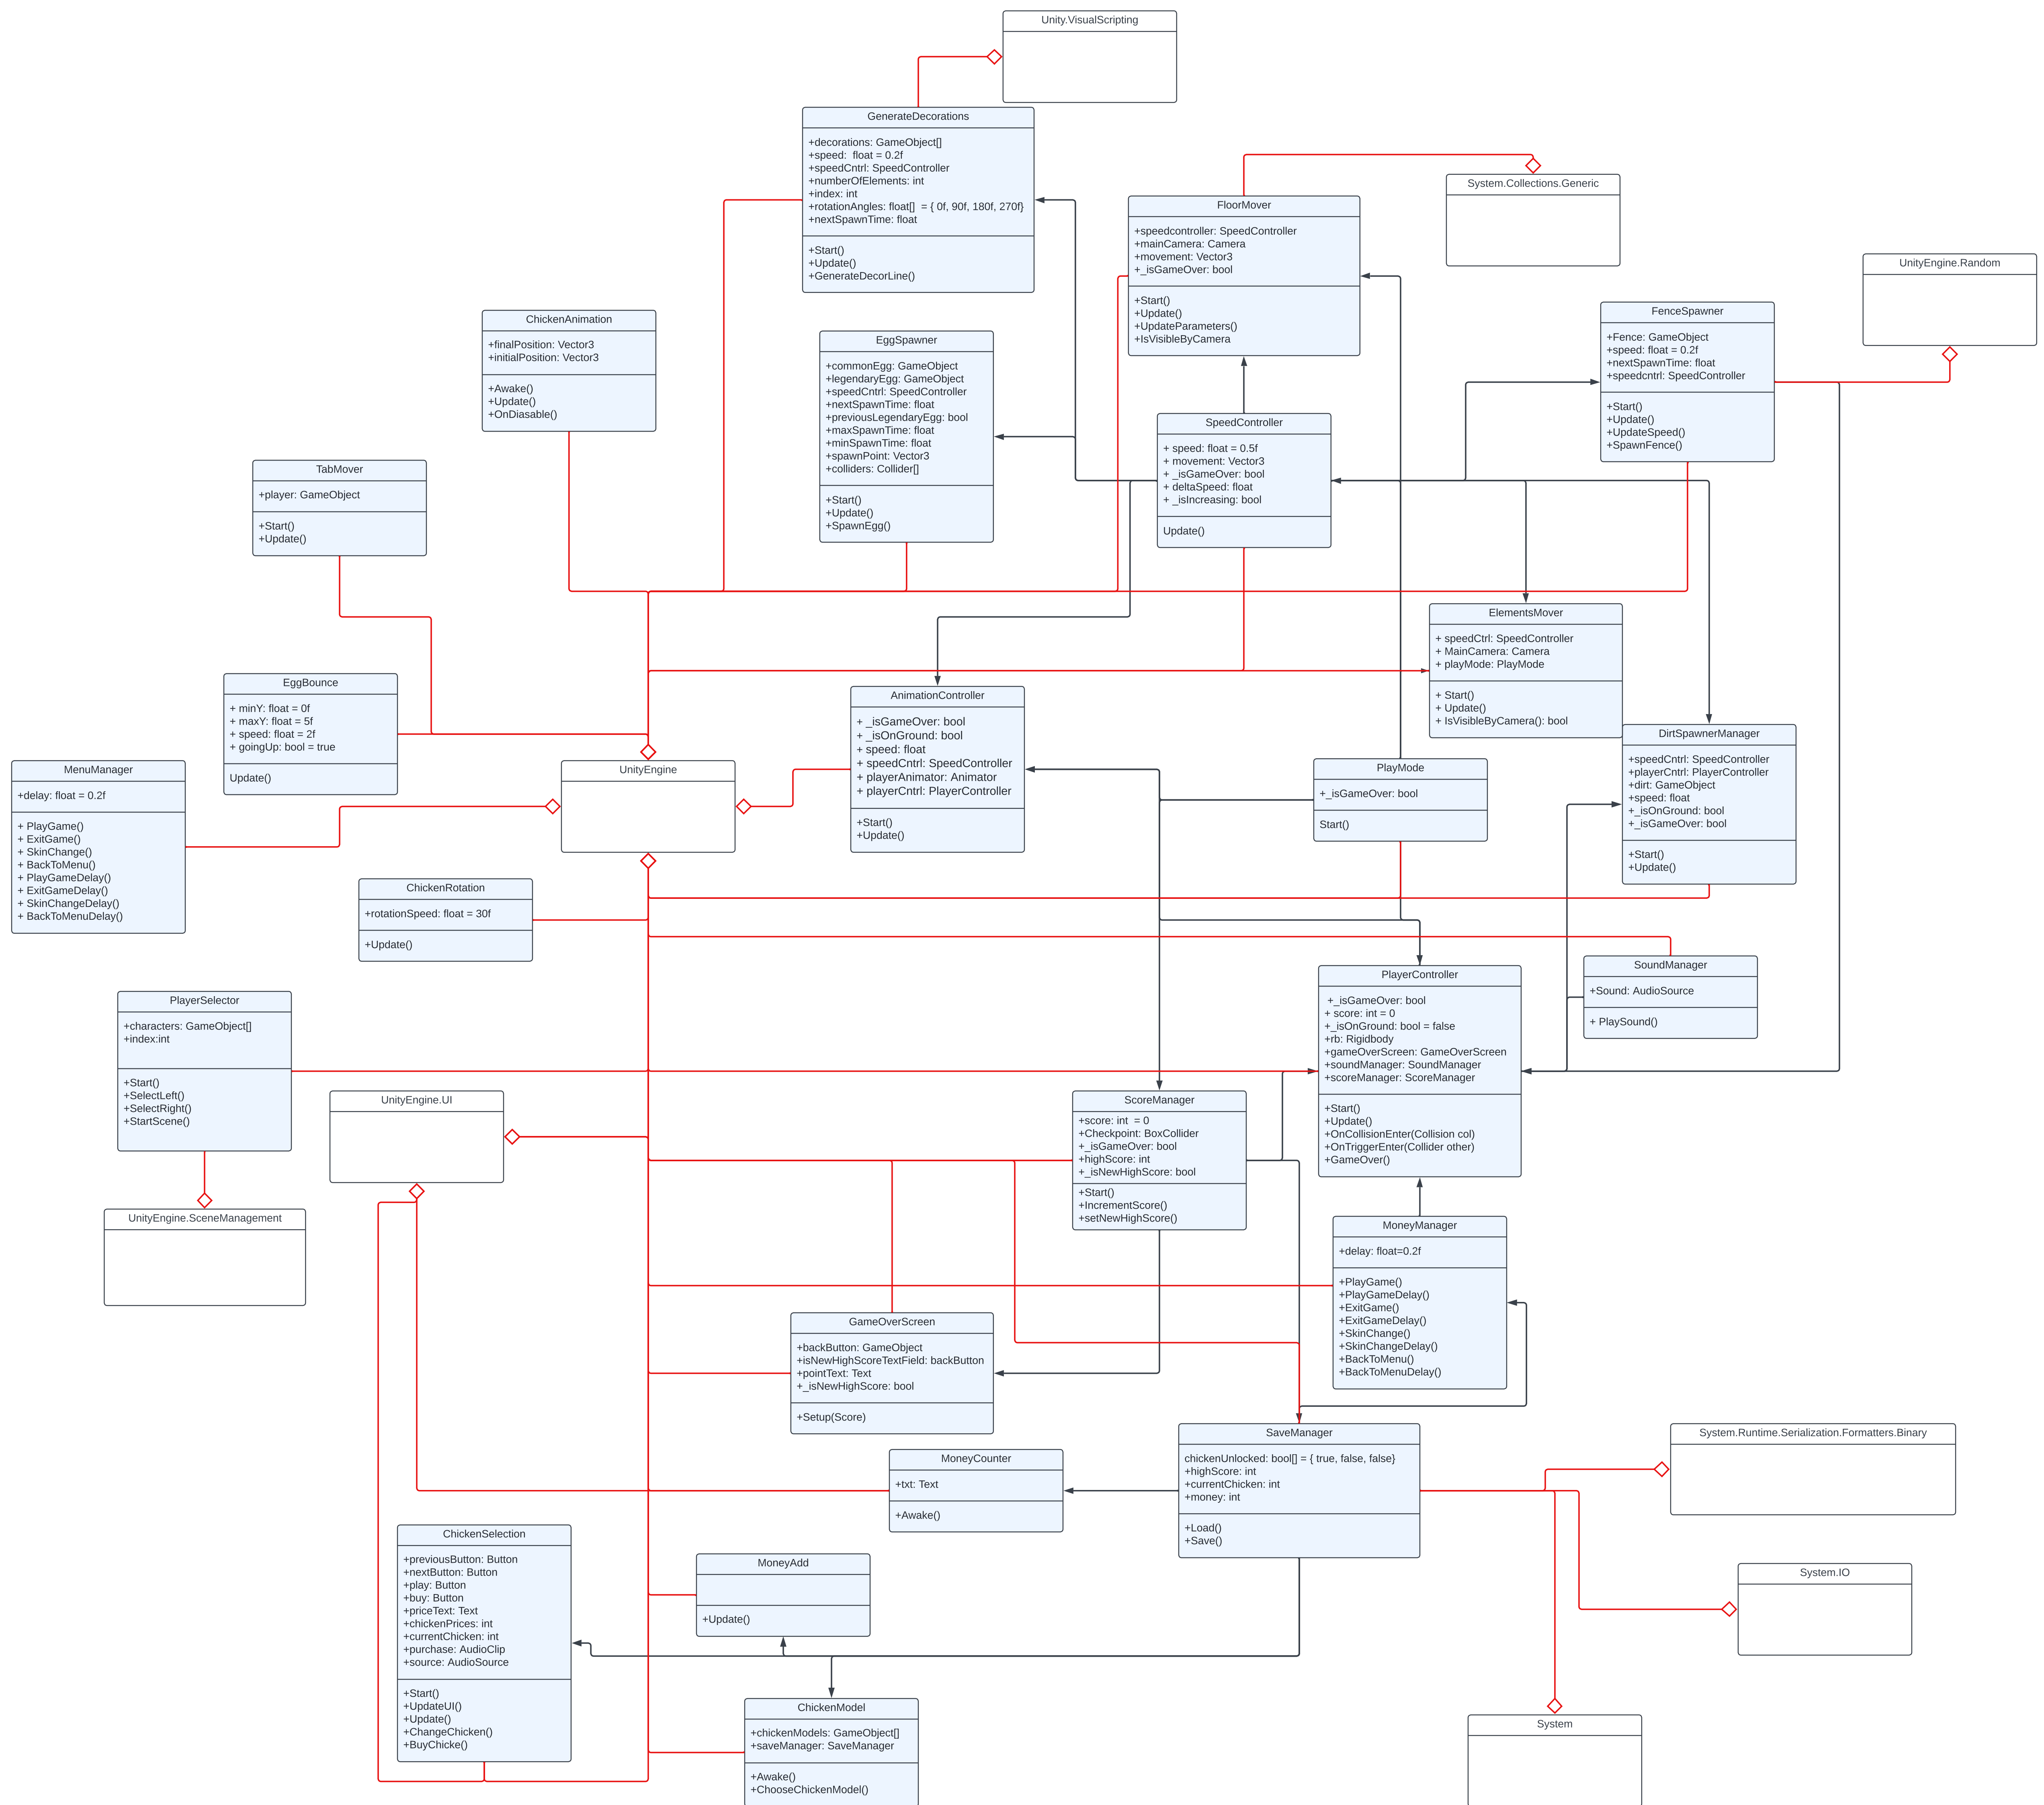 Unity.VisualScripting
GenerateDecorations
+decorations: GameObject[]
+speed:  float = 0.2f
+speedCntrl: SpeedController
+numberOfElements: int
+index: int
+rotationAngles: float[]  = { 0f, 90f, 180f, 270f}
+nextSpawnTime: float
+Start()
+Update()
+GenerateDecorLine()
System.Collections.Generic
FloorMover
+speedcontroller: SpeedController
+mainCamera: Camera
+movement: Vector3
+_isGameOver: bool
+Start()
+Update()
+UpdateParameters()
+IsVisibleByCamera
UnityEngine.Random
FenceSpawner
+Fence: GameObject
+speed: float = 0.2f
+nextSpawnTime: float
+speedcntrl: SpeedController
+Start()
+Update()
+UpdateSpeed()
+SpawnFence()
ChickenAnimation
+finalPosition: Vector3
+initialPosition: Vector3
+Awake()
+Update()
+OnDiasable()
EggSpawner
+commonEgg: GameObject
+legendaryEgg: GameObject
+speedCntrl: SpeedController
+nextSpawnTime: float
+previousLegendaryEgg: bool
+maxSpawnTime: float
+minSpawnTime: float
+spawnPoint: Vector3
+colliders: Collider[]
+Start()
+Update()
+SpawnEgg()
SpeedController
+ speed: float = 0.5f
+ movement: Vector3
+ _isGameOver: bool
+ deltaSpeed: float
+ _isIncreasing: bool
Update()
TabMover
+player: GameObject
+Start()
+Update()
ElementsMover
+ speedCtrl: SpeedController
+ MainCamera: Camera
+ playMode: PlayMode
+ Start()
+ Update()
+ IsVisibleByCamera(): bool
EggBounce
+ minY: float = 0f
+ maxY: float = 5f
+ speed: float = 2f
+ goingUp: bool = true
Update()
AnimationController
+ _isGameOver: bool
+ _isOnGround: bool
+ speed: float
+ speedCntrl: SpeedController
+ playerAnimator: Animator
+ playerCntrl: PlayerController
+Start()
+Update()
DirtSpawnerManager
+speedCntrl: SpeedController
+playerCntrl: PlayerController
+dirt: GameObject
+speed: float
+_isOnGround: bool
+_isGameOver: bool
+Start()
+Update()
MenuManager
+delay: float = 0.2f
+ PlayGame()
+ ExitGame()
+ SkinChange()
+ BackToMenu()
+ PlayGameDelay()
+ ExitGameDelay()
+ SkinChangeDelay()
+ BackToMenuDelay()
UnityEngine
PlayMode
+_isGameOver: bool
Start()
ChickenRotation
+rotationSpeed: float = 30f
+Update()
SoundManager
+Sound: AudioSource
+ PlaySound()
PlayerController
+_isGameOver: bool
+ score: int = 0
+_isOnGround: bool = false
+rb: Rigidbody
+gameOverScreen: GameOverScreen
+soundManager: SoundManager
+scoreManager: ScoreManager
+Start()
+Update()
+OnCollisionEnter(Collision col)
+OnTriggerEnter(Collider other)
+GameOver()
PlayerSelector
+characters: GameObject[]
+index:int
+Start()
+SelectLeft()
+SelectRight()
+StartScene()
UnityEngine.UI
ScoreManager
+score: int  = 0
+Checkpoint: BoxCollider
+_isGameOver: bool
+highScore: int
+_isNewHighScore: bool
+Start()
+IncrementScore()
+setNewHighScore()
UnityEngine.SceneManagement
MoneyManager
+delay: float=0.2f
+PlayGame()
+PlayGameDelay()
+ExitGame()
+ExitGameDelay()
+SkinChange()
+SkinChangeDelay()
+BackToMenu()
+BackToMenuDelay()
GameOverScreen
+backButton: GameObject
+isNewHighScoreTextField: backButton
+pointText: Text
+_isNewHighScore: bool
+Setup(Score)
SaveManager
chickenUnlocked: bool[] = { true, false, false}
+highScore: int
+currentChicken: int
+money: int
+Load()
+Save()
System.Runtime.Serialization.Formatters.Binary
MoneyCounter
+txt: Text
+Awake()
ChickenSelection
+previousButton: Button
+nextButton: Button
+play: Button
+buy: Button
+priceText: Text
+chickenPrices: int
+currentChicken: int
+purchase: AudioClip
+source: AudioSource
+Start()
+UpdateUI()
+Update()
+ChangeChicken()
+BuyChicke()
MoneyAdd
+Update()
System.IO
ChickenModel
+chickenModels: GameObject[]
+saveManager: SaveManager
+Awake()
+ChooseChickenModel()
System